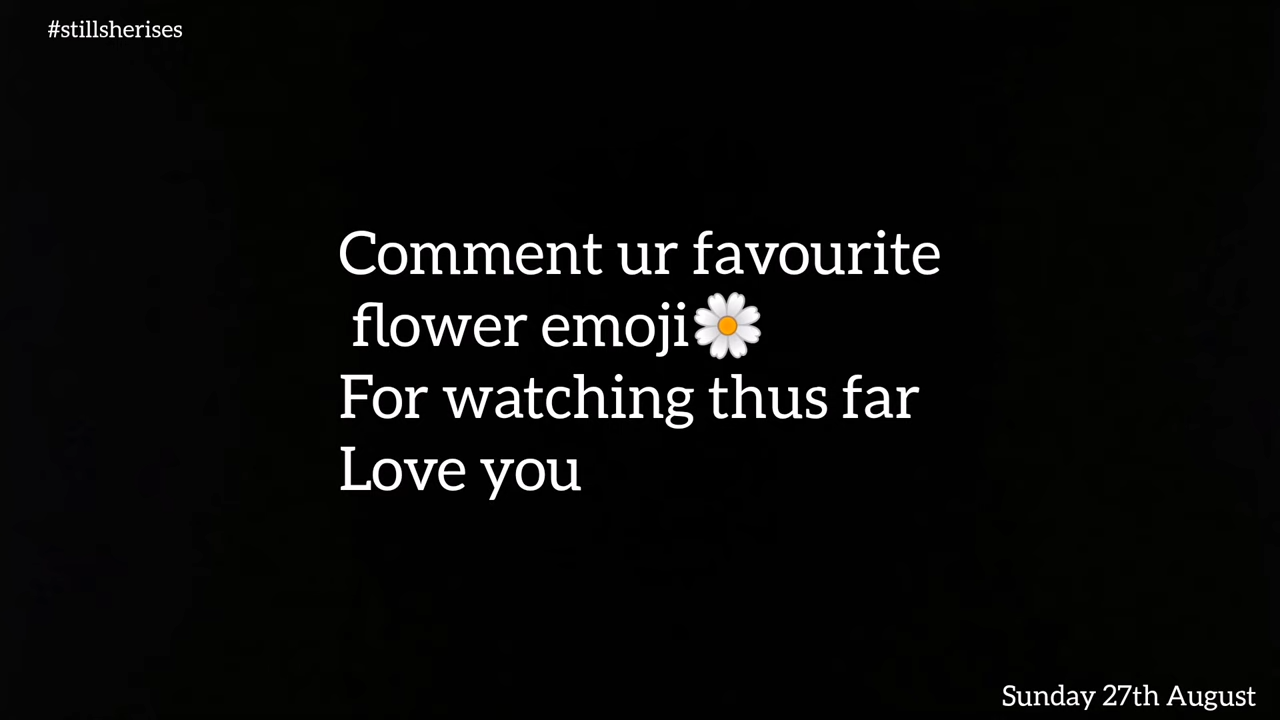 #stillsherises
Comment ur favourite
flower emoji🌼
For watching thus far
Love you
Sunday 27th August